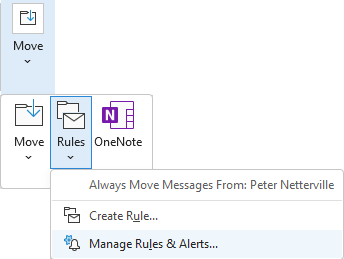 Move
Move Rules OneNote
Always Move Messages From: Peter Netterville
Create Rule...
Manage Rules & Alerts...